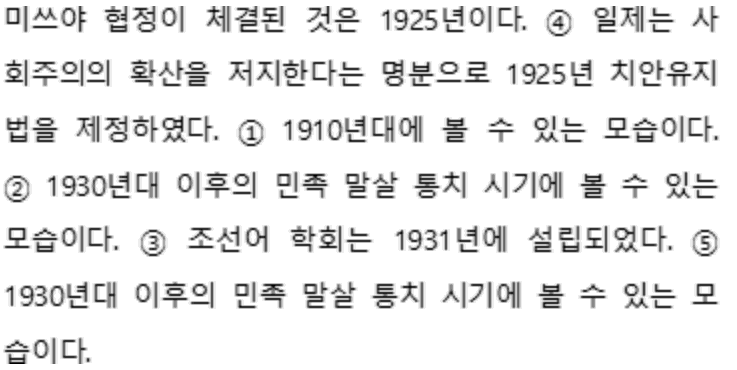 미쓰야 협정이 체결된 것은 1925년이다. ④ 일제는 사
회주의의 확산을 저지한다는 명분으로 1925년 치안유지
법을 제정하였다. ① 1910년대에 볼 수 있는 모습이다.
② 1930년대 이후의 민족 말살 통치 시기에 볼 수 있는
모습이다. ③ 조선어 학회는 1931년에 설립되었다. ⑤
1930년대 이후의 민족 말살 통치 시기에 볼 수 있는 모
습이다.